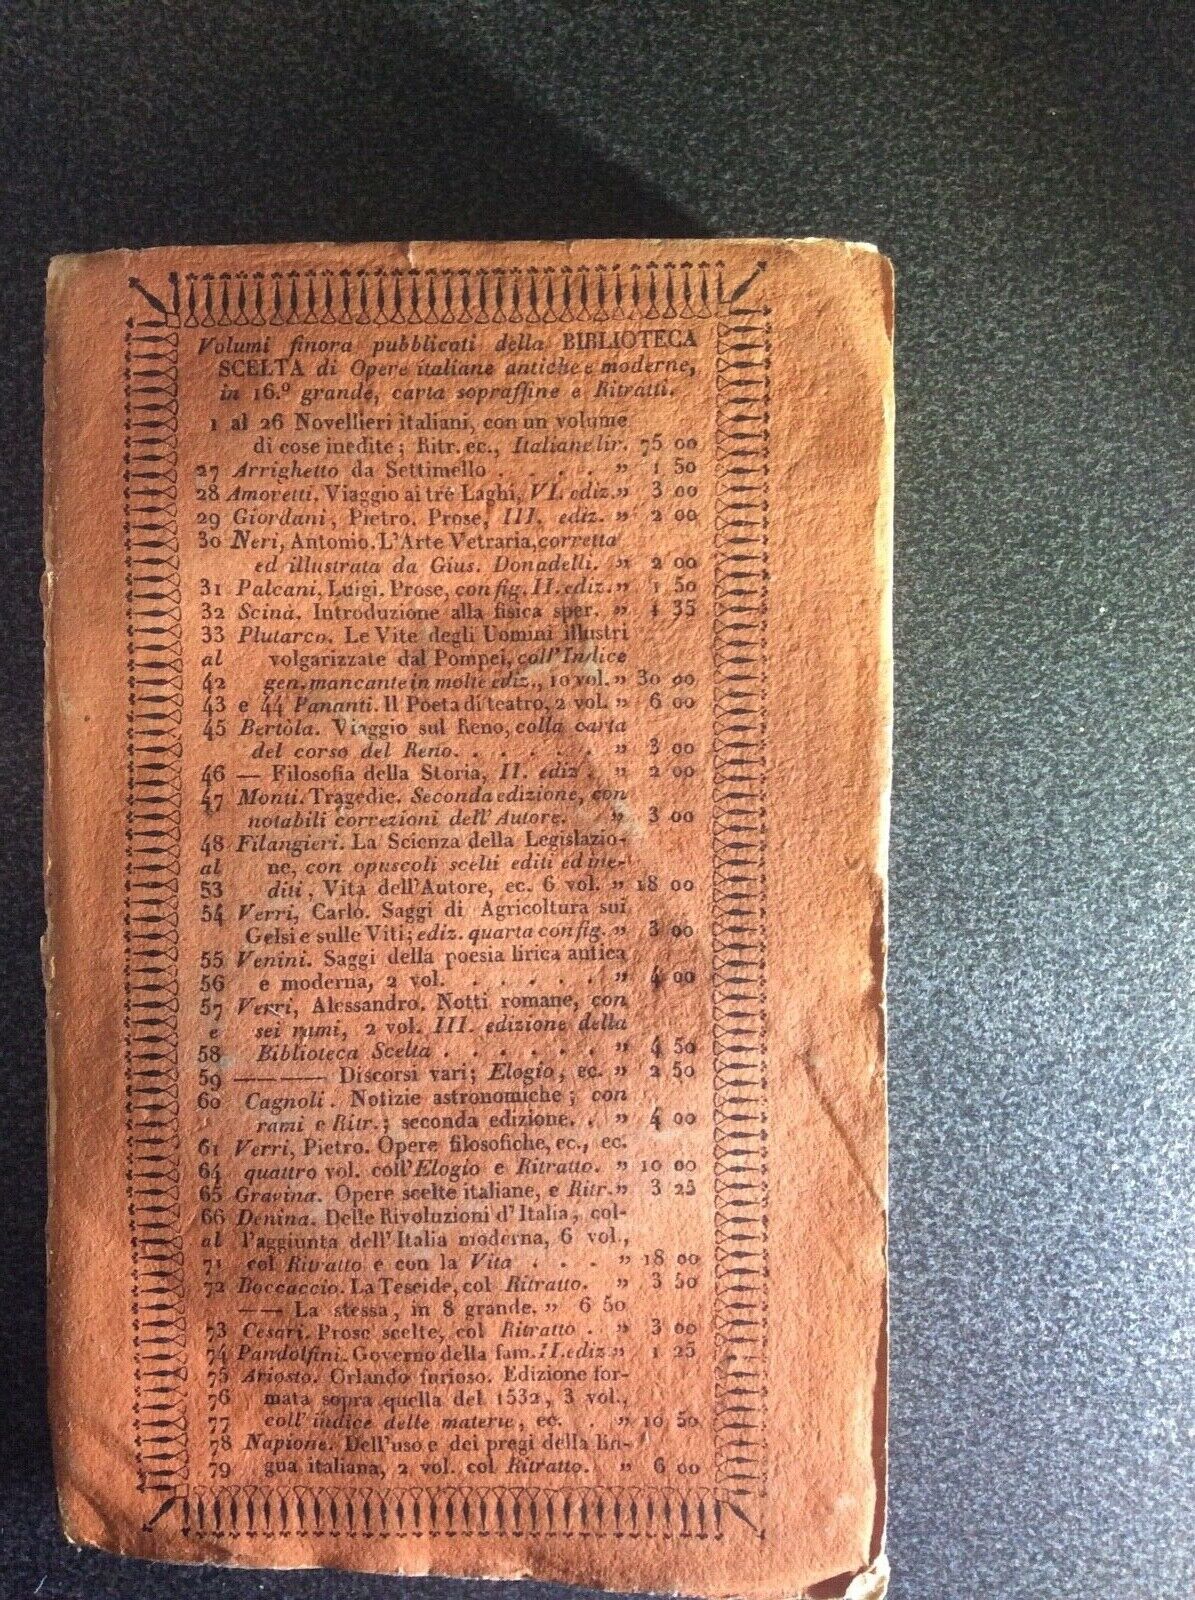 Volumi finora pubblicati della BIBLIOTECA
SCELTA di Opere italiane antiche e moderne,
in 16.º grande, carta sopraffine e Ritratti.
1 al 26 Novellieri italiani, con un volume
di cose inedite; Ritr. ec., Italiane lir. 75 00
27 Arrighetto da Settimello . . . . » 1 50
28 Amoretti. Viaggio ai tre Laghi, VI. ediz.» 3 00
29 Giordani, Pietro. Prose, III. ediz. » 2 00
30 Neri, Antonio. L'Arte Vetraria, corretta
ed illustrata da Gius. Donadelli. » 2 00
31 Palcani, Luigi. Prose, con fig. II. ediz.» 1 50
32 Scinà. Introduzione alla fisica sper. » 1 35
33 Plutarco. Le Vite degli Uomini illustri
al volgarizzate dal Pompei, coll'Indice
42 gen. mancante in molte ediz., 10 vol. » 30 00
43 e 44 Pananti. Il Poeta di teatro, 2 vol. » 6 00
45 Bertòla. Viaggio sul Reno, colla carta
del corso del Reno. . . . . . . » 3 00
46 — Filosofia della Storia, II. ediz . » 2 00
47 Monti. Tragedie. Seconda edizione, con
notabili correzioni dell'Autore. . » 3 00
48 Filangieri. La Scienza della Legislazio-
al ne, con opuscoli scelti editi ed ine-
53 diti, Vita dell'Autore, ec. 6 vol. » 18 00
54 Verri, Carlo. Saggi di Agricoltura sui
Gelsi e sulle Viti; ediz. quarta con fig. » 3 00
55 Venini. Saggi della poesia lirica antica
56 e moderna, 2 vol. . . . . . . » 4 00
57 Verri, Alessandro. Notti romane, con
e sei rami, 2 vol. III. edizione della
58 Biblioteca Scelta . . . . . . » 4 50
59 —— —— Discorsi vari; Elogio, ec. » 2 50
60 Cagnoli. Notizie astronomiche; con
rami e Ritr.; seconda edizione. . » 4 00
61 Verri, Pietro. Opere filosofiche, ec., ec.
64 quattro vol. coll'Elogio e Ritratto. » 10 00
65 Gravina. Opere scelte italiane, e Ritr.» 3 25
66 Denina. Delle Rivoluzioni d'Italia, col-
al l'aggiunta dell'Italia moderna, 6 vol.,
71 col Ritratto e con la Vita . . . » 18 00
72 Boccaccio. La Teseide, col Ritratto. » 3 50
—— La stessa, in 8 grande. » 6 50
73 Cesari. Prose scelte, col Ritratto . » 3 00
74 Pandolfini. Governo della fam. II. ediz » 1 25
75 Ariosto. Orlando furioso. Edizione for-
76 mata sopra quella del 1532, 3 vol.,
77 coll'indice delle materie, ec. . » 10 50
78 Napione. Dell'uso e dei pregi della lin-
79 gua italiana, 2 vol. col Ritratto. » 6 00